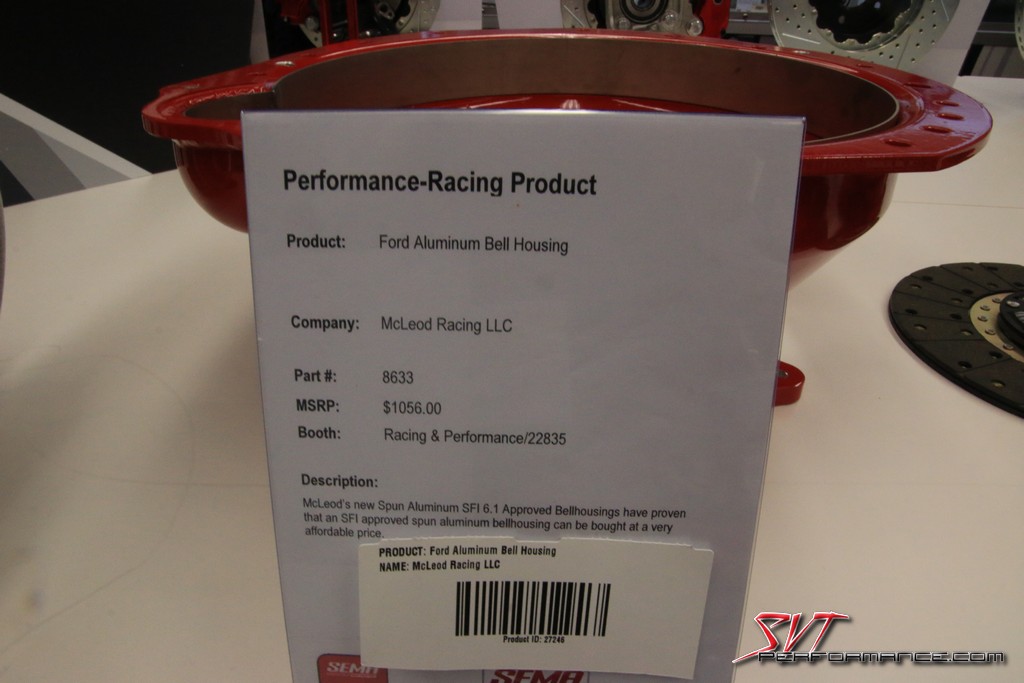 Performance-Racing Product
Product: Ford Aluminum Bell Housing
Company: McLeod Racing LLC
Part #: 8633
MSRP: $1056.00
Booth: Racing & Performance/22835
Description:
McLeod's new Spun Aluminum SFI 6.1 Approved Bellhousings have proven
that an SFI approved spun aluminum bellhousing can be bought at a very
affordable price.
PRODUCT: Ford Aluminum Bell Housing
NAME: McLeod Racing LLC
Product ID: 27246
SEMA
SEMA
SVT
PERFORMANCE.COM